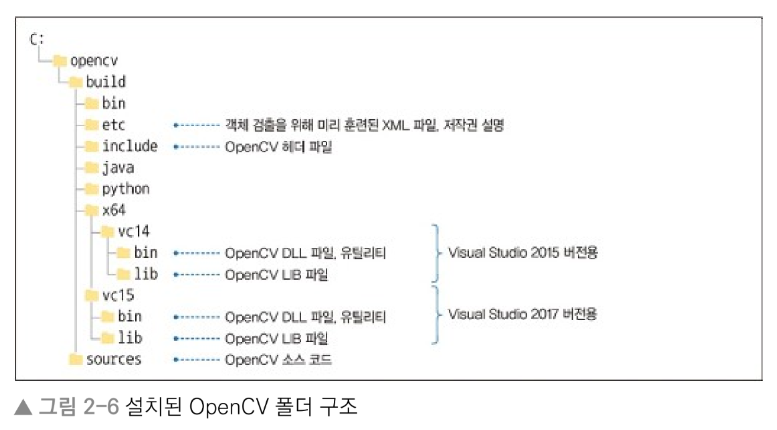 C:
opencv
build
bin
etc 객체 검출을 위해 미리 훈련된 XML 파일, 저작권 설명
include OpenCV 헤더 파일
java
python
x64
vc14
bin OpenCV DLL 파일, 유틸리티 Visual Studio 2015 버전용
lib OpenCV LIB 파일
vc15
bin OpenCV DLL 파일, 유틸리티 Visual Studio 2017 버전용
lib OpenCV LIB 파일
sources OpenCV 소스 코드
▲ 그림 2-6 설치된 OpenCV 폴더 구조